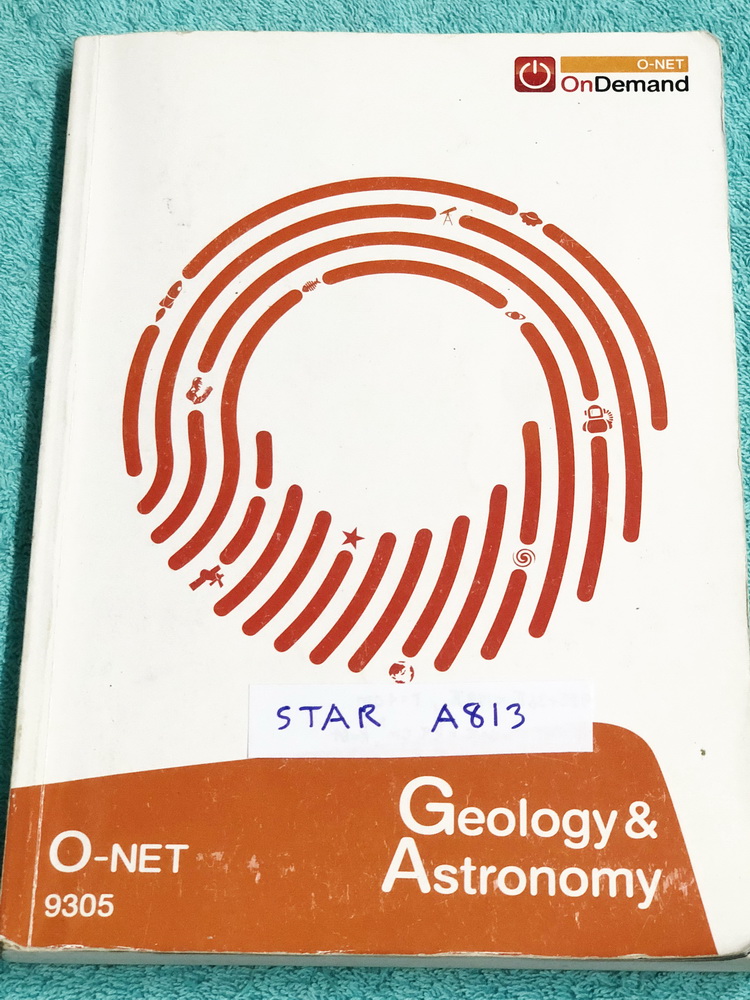 O-NET
OnDemand
STAR A813
Geology &
Astronomy
O-NET
9305